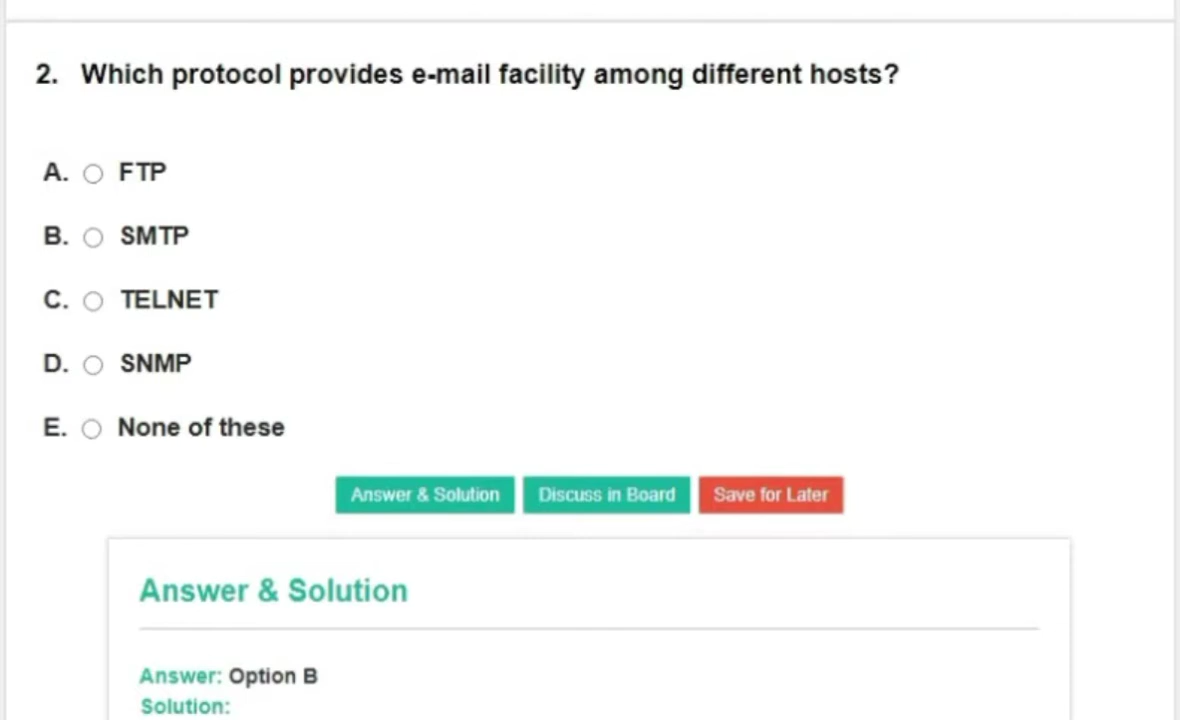 2. Which protocol provides e-mail facility among different hosts?
A. FTP
B. SMTP
C. TELNET
D. SNMP
E. None of these
Answer & Solution Discuss in Board Save for Later
Answer & Solution
Answer: Option B
Solution: